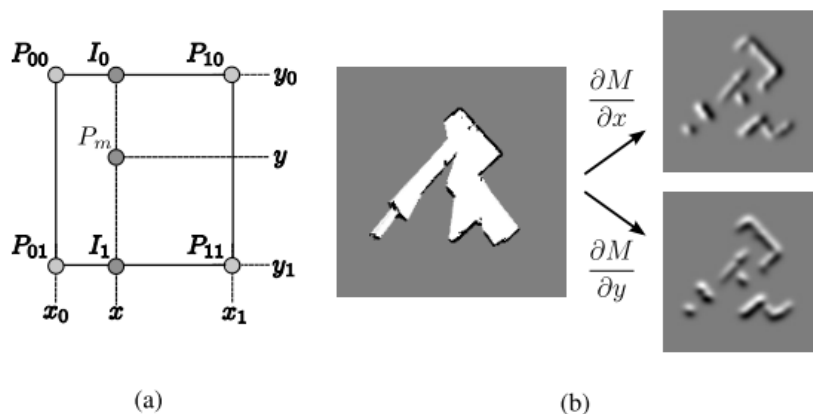 P₀₀ I₀ P₁₀
y₀
Pₘ
y
P₀₁ I₁ P₁₁
y₁
x₀ x x₁
(a)
∂M
∂x
∂M
∂y
(b)